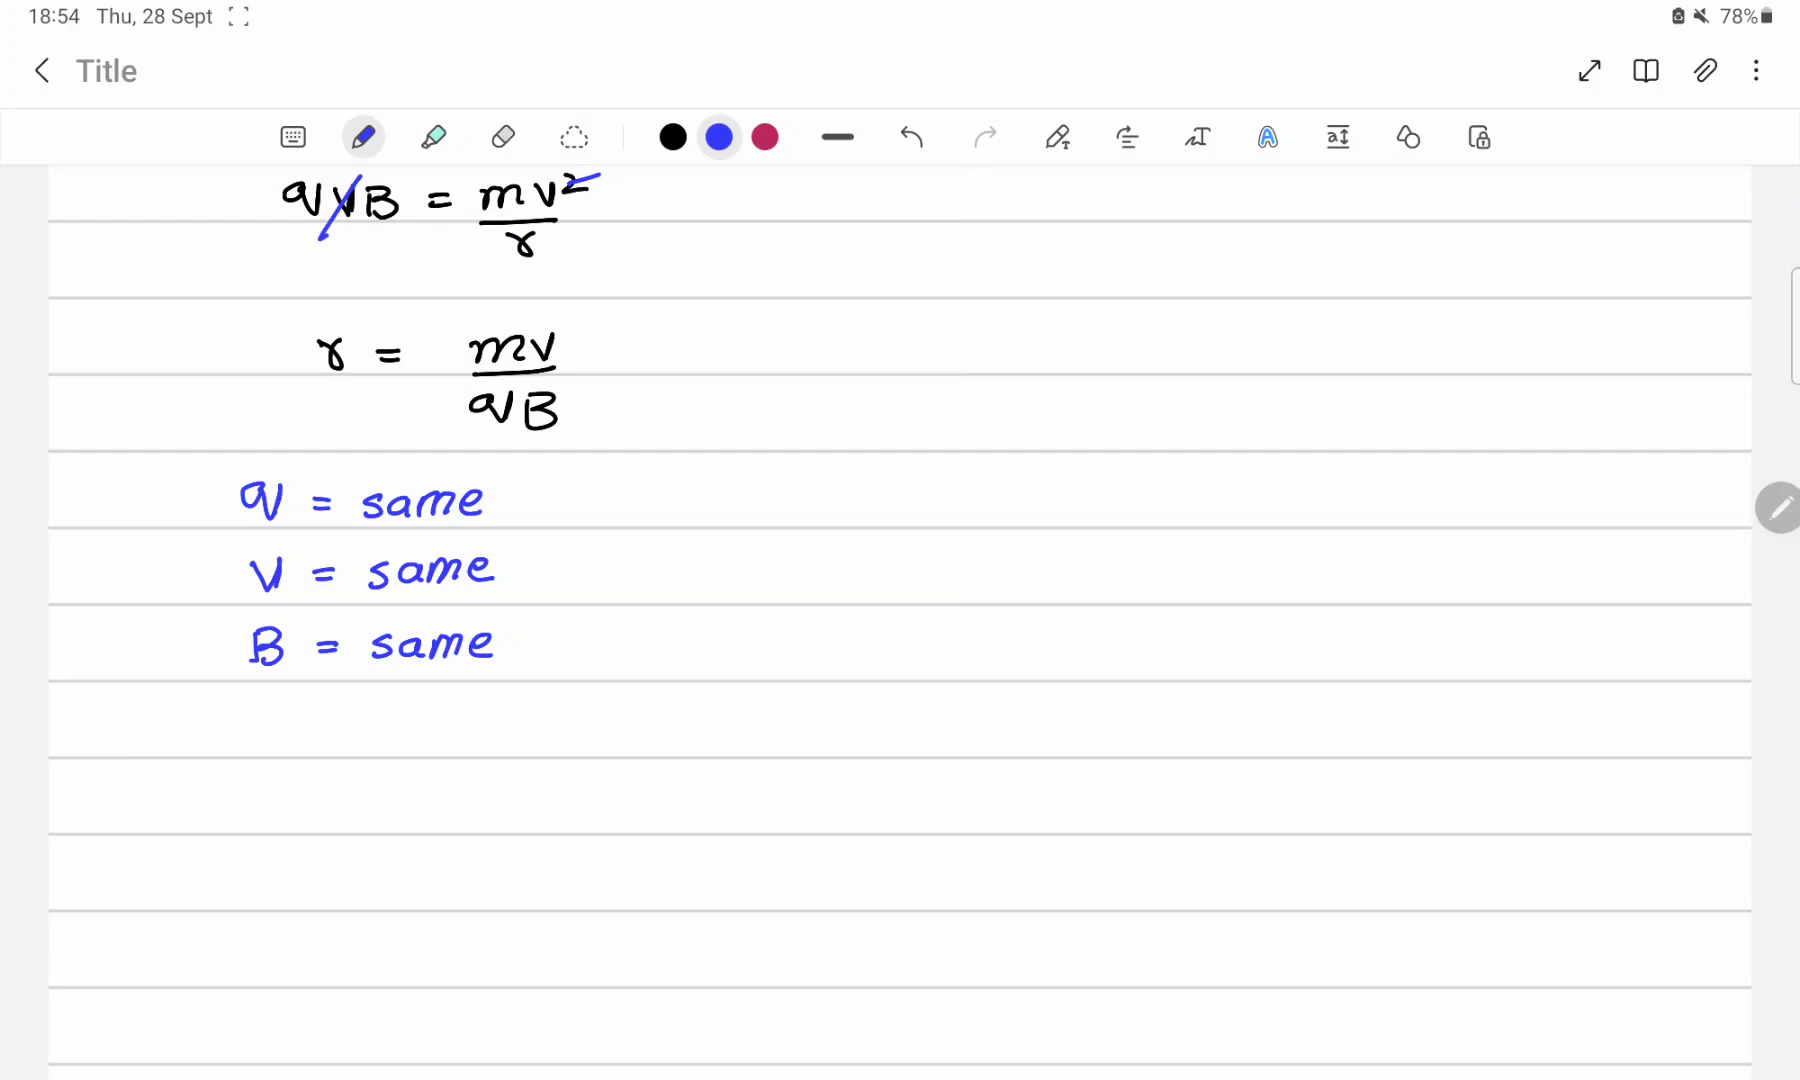 18:54 Thu, 28 Sept 78%
Title
qvB = mv²
r
r = mv
qB
q = same
v = same
B = same